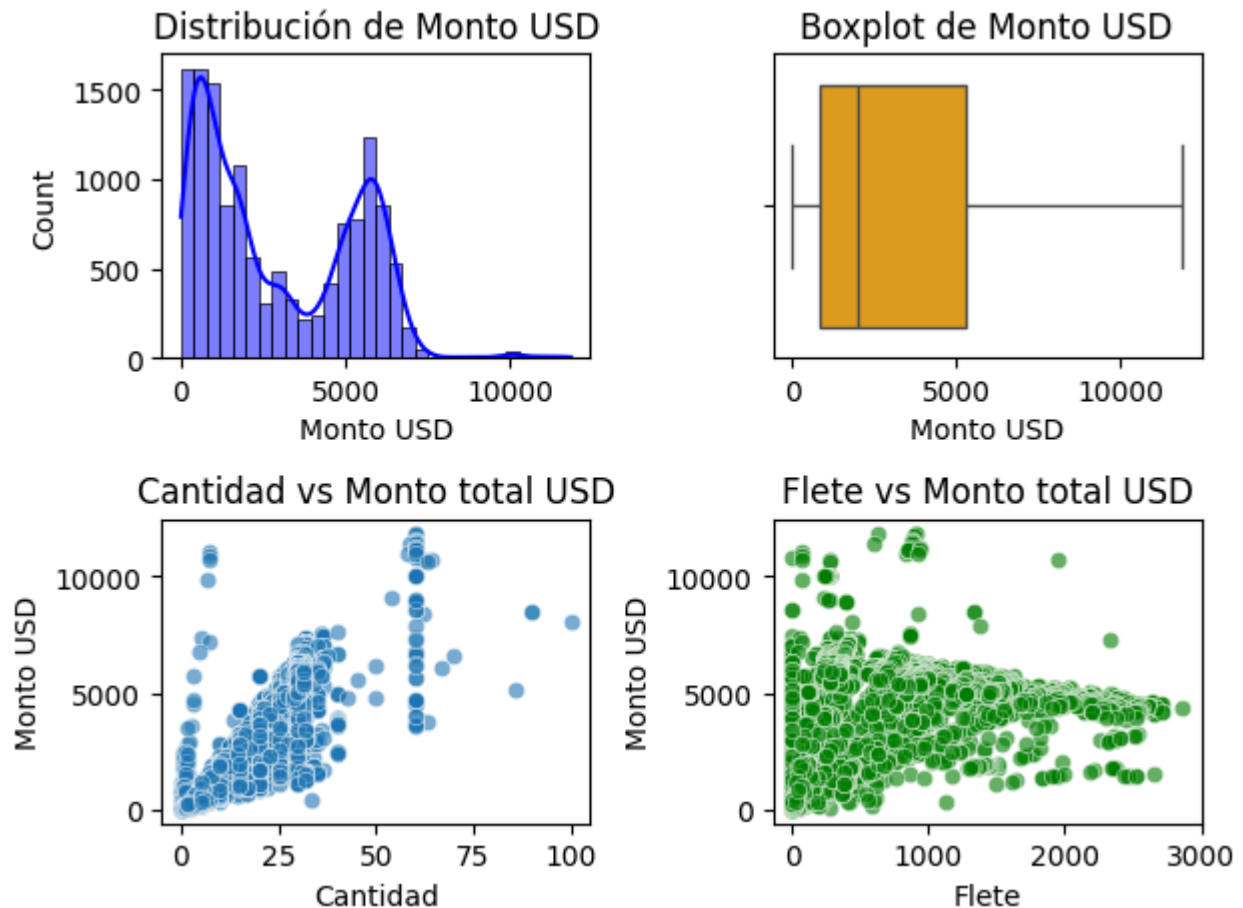 Distribución de Monto USD
Count
1500
1000
500
0
0 5000 10000
Monto USD
Boxplot de Monto USD
0 5000 10000
Monto USD
Cantidad vs Monto total USD
Monto USD
10000
5000
0
0 25 50 75 100
Cantidad
Flete vs Monto total USD
Monto USD
10000
5000
0
0 1000 2000 3000
Flete